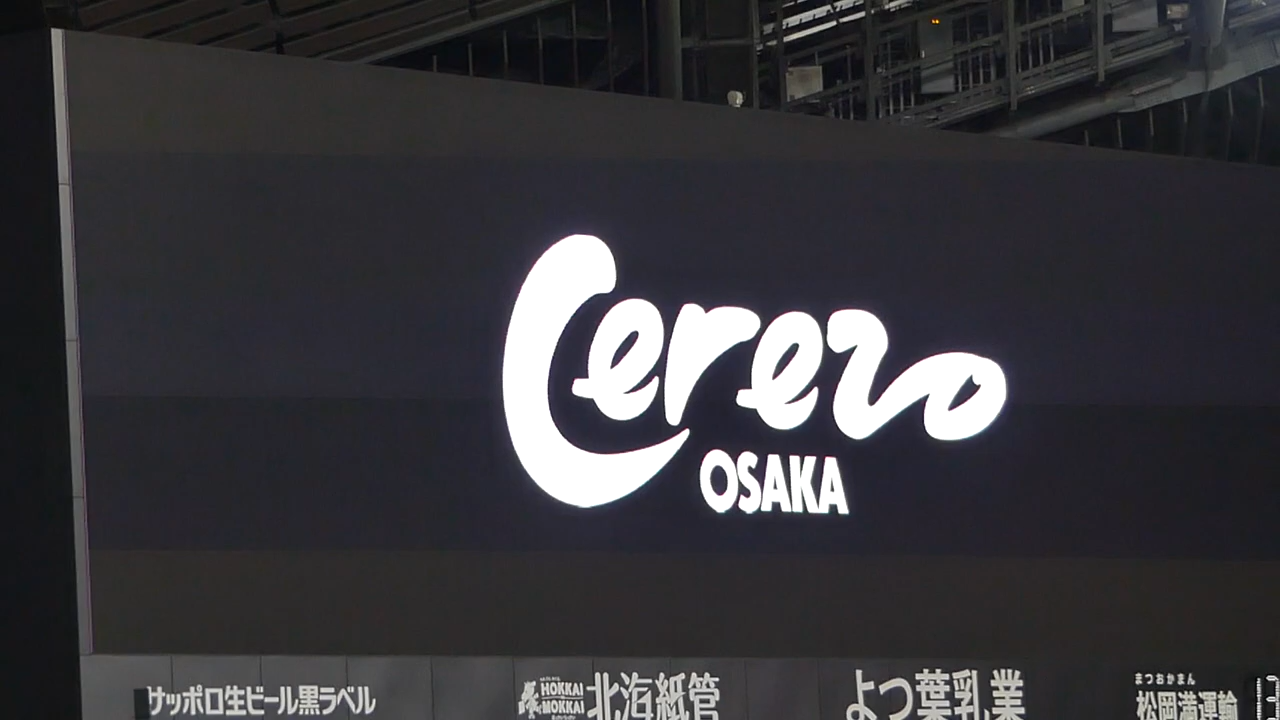 Cerezo
OSAKA
サッポロ生ビール黒ラベル
HOKKAI
MOKKAI
北海紙管
よつ葉乳業
まつおかまん
松岡満運輸